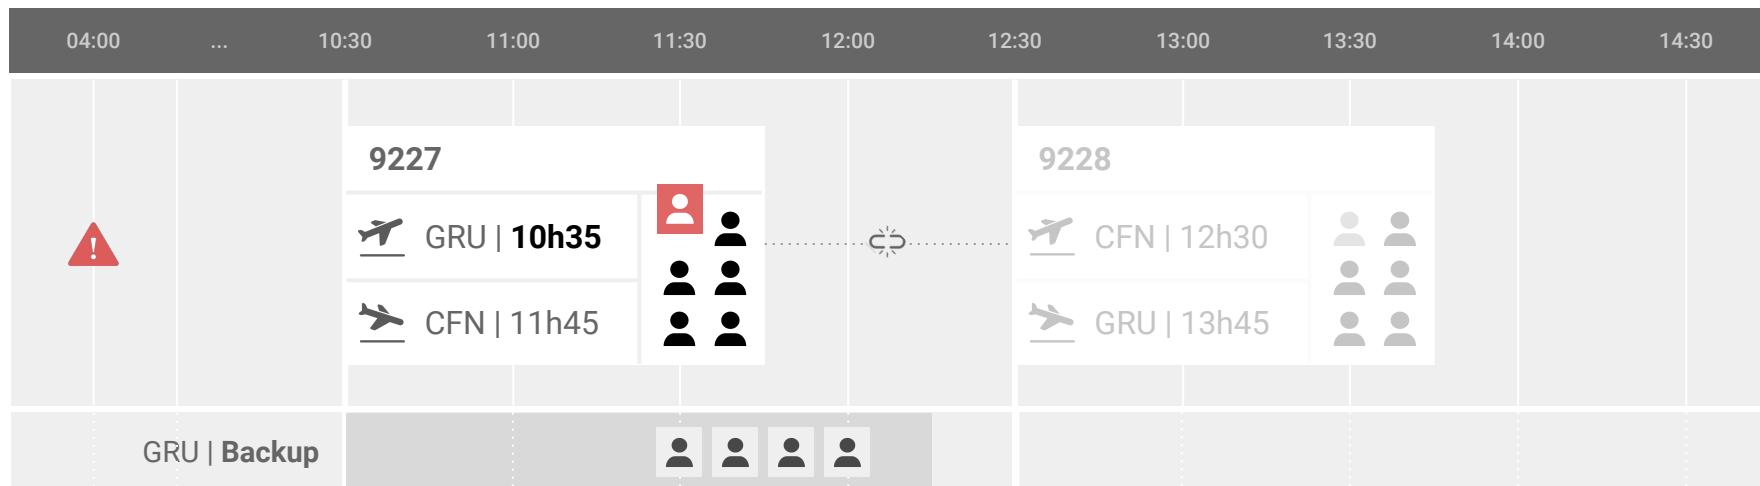 04:00 ... 10:30 11:00 11:30 12:00 12:30 13:00 13:30 14:00 14:30
9227
GRU | 10h35
CFN | 11h45
9228
CFN | 12h30
GRU | 13h45
GRU | Backup